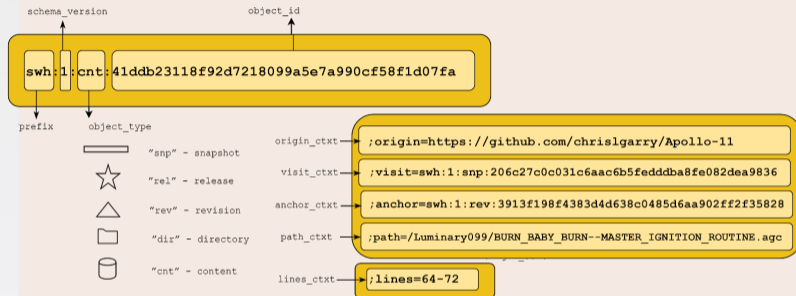 schema_version
object_id
swh:1:cnt:41ddb23118f92d7218099a5e7a990cf58f1d07fa
prefix
object_type
"snp" - snapshot
"rel" - release
"rev" - revision
"dir" - directory
"cnt" - content
origin_ctxt
;origin=https://github.com/chrislgarry/Apollo-11
visit_ctxt
;visit=swh:1:snp:206c27c0c031c6aac6b5fedddba8fe082dea9836
anchor_ctxt
;anchor=swh:1:rev:3913f198f4383d4d638c0485d6aa902ff2f35828
path_ctxt
;path=/Luminary099/BURN_BABY_BURN--MASTER_IGNITION_ROUTINE.agc
lines_ctxt
;lines=64-72